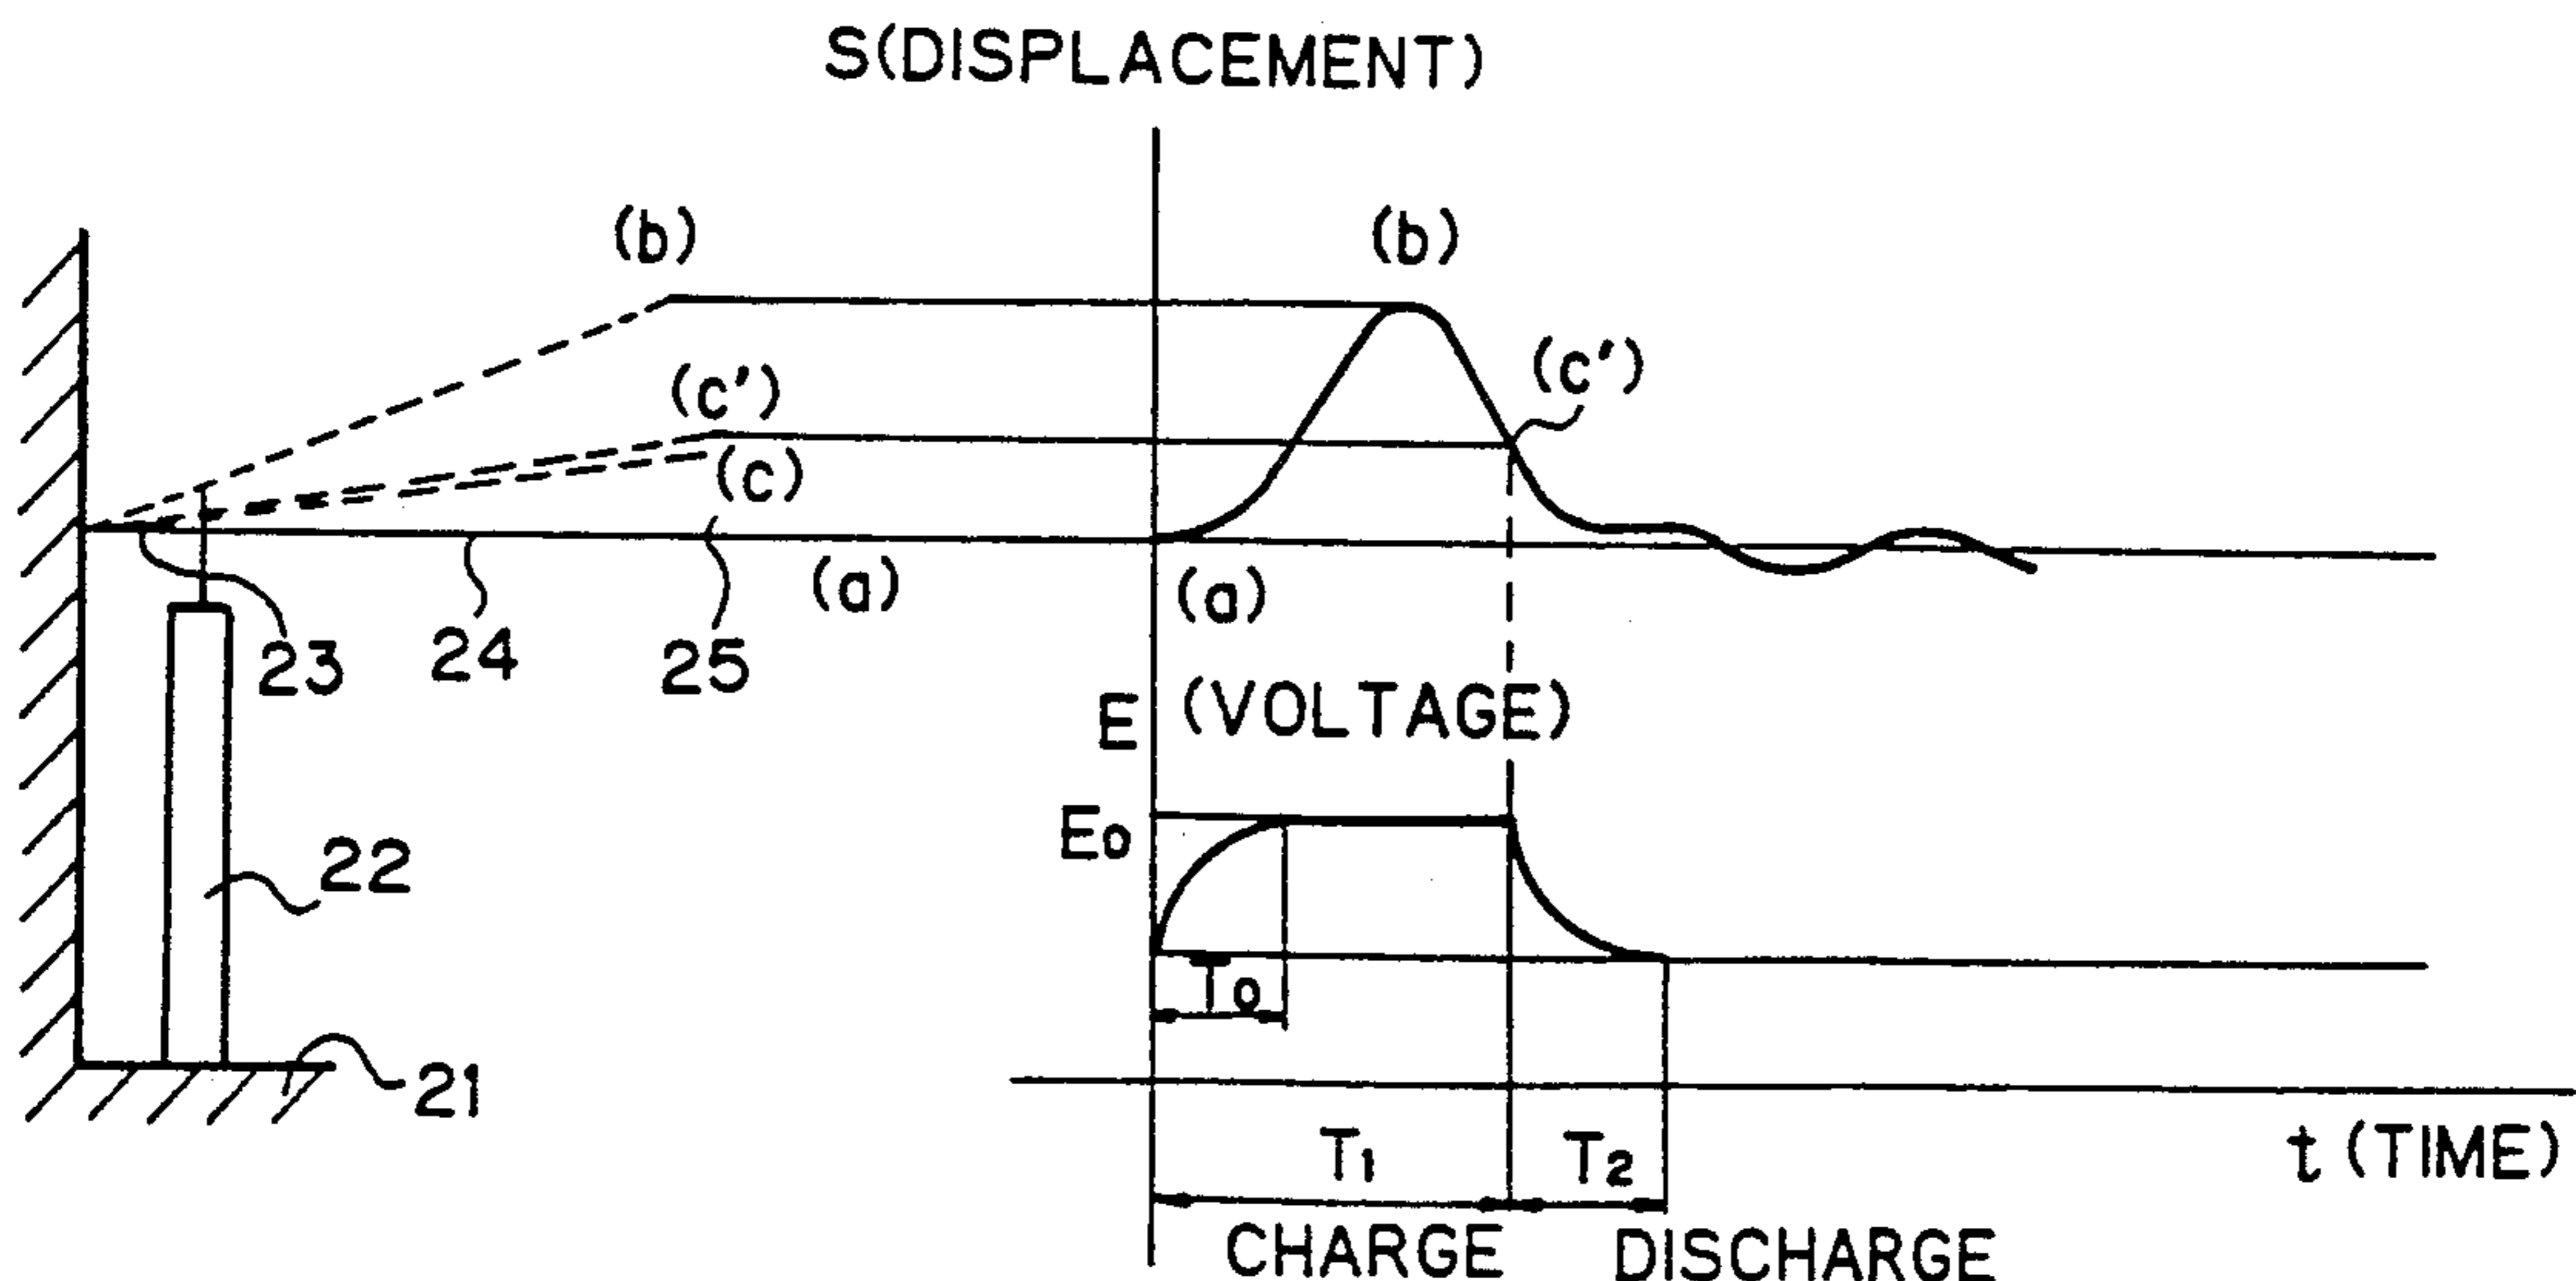 S(DISPLACEMENT)
(b)
(b)
(c')
(c')
(c)
(a)
(a)
23
24
25
E (VOLTAGE)
E0
22
T0
21
T1
T2
t (TIME)
CHARGE
DISCHARGE